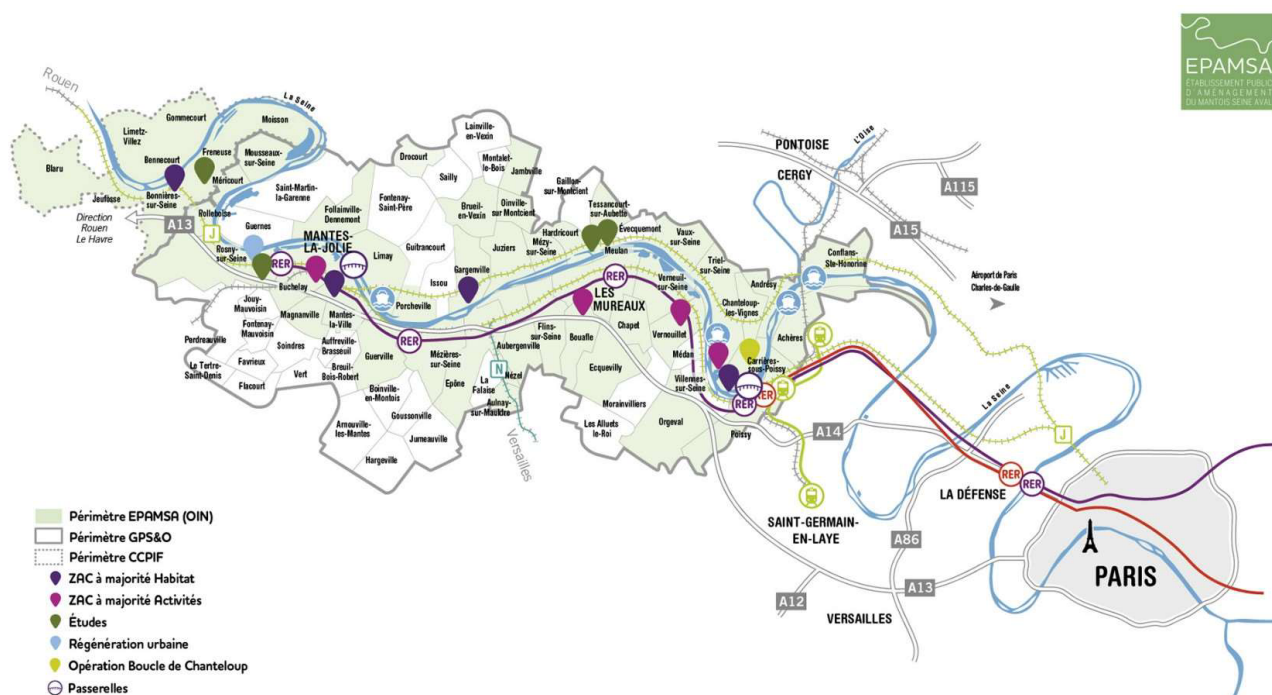 EPAMSA
ÉTABLISSEMENT PUBLIC
D'AMÉNAGEMENT
DU MANTOIS SEINE AVAL
Rouen
La Seine
Gommecourt
Moisson
Limetz-
Villez
Bennecourt
Freneuse
Mousseaux-
sur-Seine
Blaru
Méricourt
Jeufosse
Bonnières-
sur-Seine
Rolleboise
Saint-Martin-
la-Garenne
Direction
Rouen
Le Havre
A13
J
Guernes
Rosny-
sur-Seine
RER
MANTES-
LA-JOLIE
Follainville-
Dennemont
Fontenay-
Saint-Père
Drocourt
Sailly
Lainville-
en-Vexin
Montalet-
le-Bois
Jambville
Brueil-
en-Vexin
Oinville-
sur Montcient
Gaillon-
sur-Montcient
Tessancourt-
sur-Aubette
Limay
Guitrancourt
Juziers
Mézy-
sur-Seine
Hardricourt
Évecquemont
Meulan
Vaux-
sur-Seine
Issou
Gargenville
Porcheville
Buchelay
Magnanville
Mantes-
la-Ville
Jouy-
Mauvoisin
Fontenay-
Mauvoisin
Perdreauville
Le Tertre-
Saint-Denis
Favrieux
Soindres
Flacourt
Vert
Auffreville-
Brasseuil
Breuil-
Bois-Robert
Guerville
RER
Boinville-
en-Mantois
Arnouville-
les-Mantes
Goussonville
Jumeauville
Hargeville
Mézières-
sur-Seine
Epône
La
Falaise
Nézel
Aulnay-
sur-Mauldre
N
Versailles
Aubergenville
Flins-
sur-Seine
Bouafle
LES
MUREAUX
RER
Chapet
Ecquevilly
Morainvilliers
Les Alluets
le-Roi
Orgeval
Verneuil-
sur-Seine
Vernouillet
Triel-
sur-Seine
Chanteloup-
les-Vignes
Andrésy
Conflans-
Ste-Honorine
Achères
Médan
Villennes-
sur-Seine
Carrières-
sous-Poissy
RER
RER
Poissy
PONTOISE
CERGY
L'Oise
A115
A15
Aéroport de Paris
Charles-de-Gaulle
La Seine
J
A14
RER
RER
LA DÉFENSE
SAINT-GERMAIN-
EN-LAYE
A86
A13
A12
VERSAILLES
PARIS
Périmètre EPAMSA (OIN)
Périmètre GPS&O
Périmètre CCPIF
ZAC à majorité Habitat
ZAC à majorité Activités
Études
Régénération urbaine
Opération Boucle de Chanteloup
Passerelles